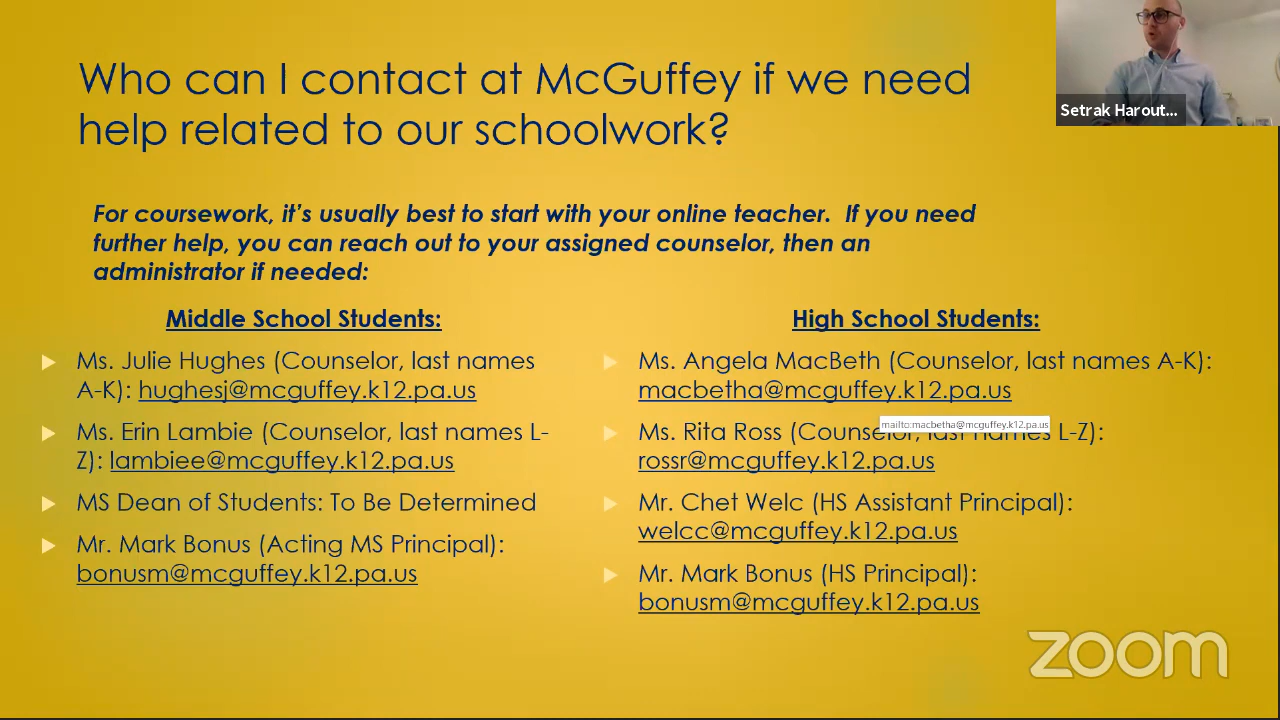 Who can I contact at McGuffey if we need
help related to our schoolwork?
Setrak Harout...
For coursework, it's usually best to start with your online teacher.  If you need
further help, you can reach out to your assigned counselor, then an
administrator if needed:
Middle School Students:
Ms. Julie Hughes (Counselor, last names
A-K): hughesj@mcguffey.k12.pa.us
Ms. Erin Lambie (Counselor, last names L-
Z): lambiee@mcguffey.k12.pa.us
MS Dean of Students: To Be Determined
Mr. Mark Bonus (Acting MS Principal):
bonusm@mcguffey.k12.pa.us
High School Students:
Ms. Angela MacBeth (Counselor, last names A-K):
macbetha@mcguffey.k12.pa.us
mailto:macbetha@mcguffey.k12.pa.us
Ms. Rita Ross (Counselor, last names L-Z):
rossr@mcguffey.k12.pa.us
Mr. Chet Welc (HS Assistant Principal):
welcc@mcguffey.k12.pa.us
Mr. Mark Bonus (HS Principal):
bonusm@mcguffey.k12.pa.us
zoom